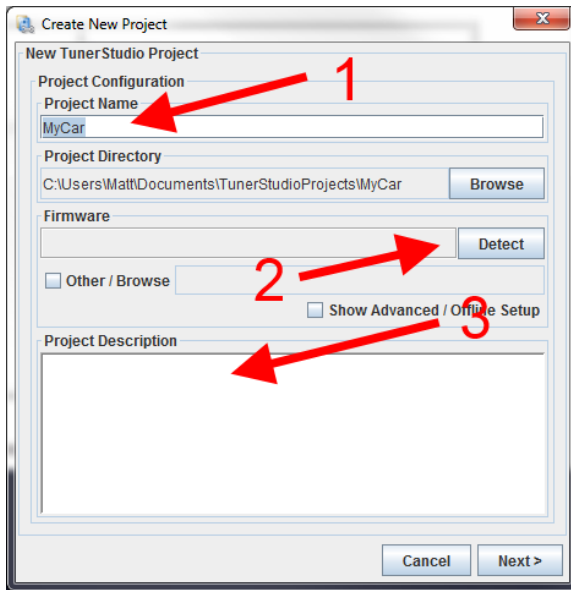 Create New Project
New TunerStudio Project
Project Configuration
Project Name
1
MyCar
Project Directory
C:\Users\Matt\Documents\TunerStudioProjects\MyCar
Browse
Firmware
Detect
2
Other / Browse
Show Advanced / Offline Setup
3
Project Description
Cancel
Next >